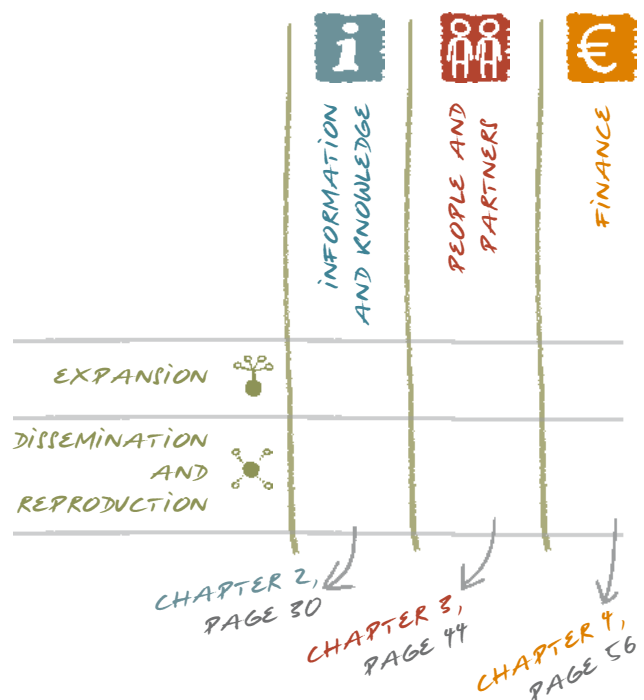 i
€
INFORMATION
AND KNOWLEDGE
PEOPLE AND
PARTNERS
FINANCE
EXPANSION
DISSEMINATION
AND
REPRODUCTION
CHAPTER 2,
PAGE 30
CHAPTER 3,
PAGE 44
CHAPTER 4,
PAGE 56